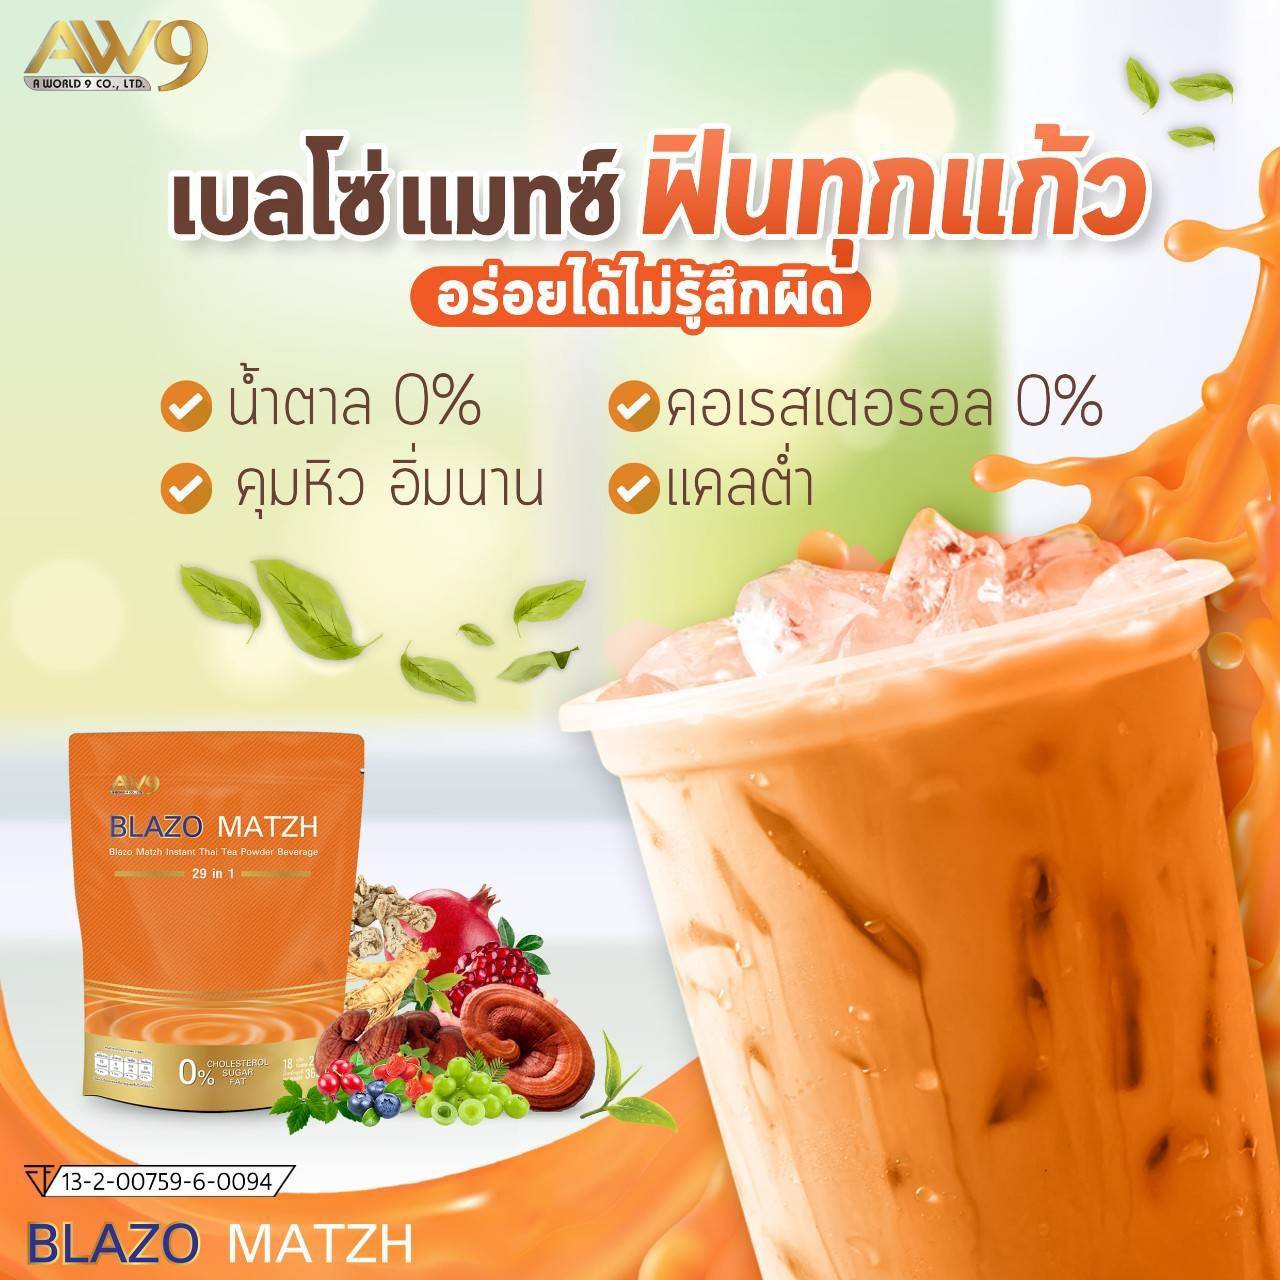 AW9
A WORLD 9 CO., LTD.
เบลโซ่ แมทซ์ ฟินทุกแก้ว
อร่อยได้ไม่รู้สึกผิด
น้ำตาล 0%
คอเรสเตอรอล 0%
คุมหิว อิ่มนาน
แคลต่ำ
AW9
BLAZO MATZH
Blazo Matzh Instant Thai Tea Powder Beverage
29 in 1
0% CHOLESTEROL
SUGAR
FAT
18
13-2-00759-6-0094
BLAZO MATZH